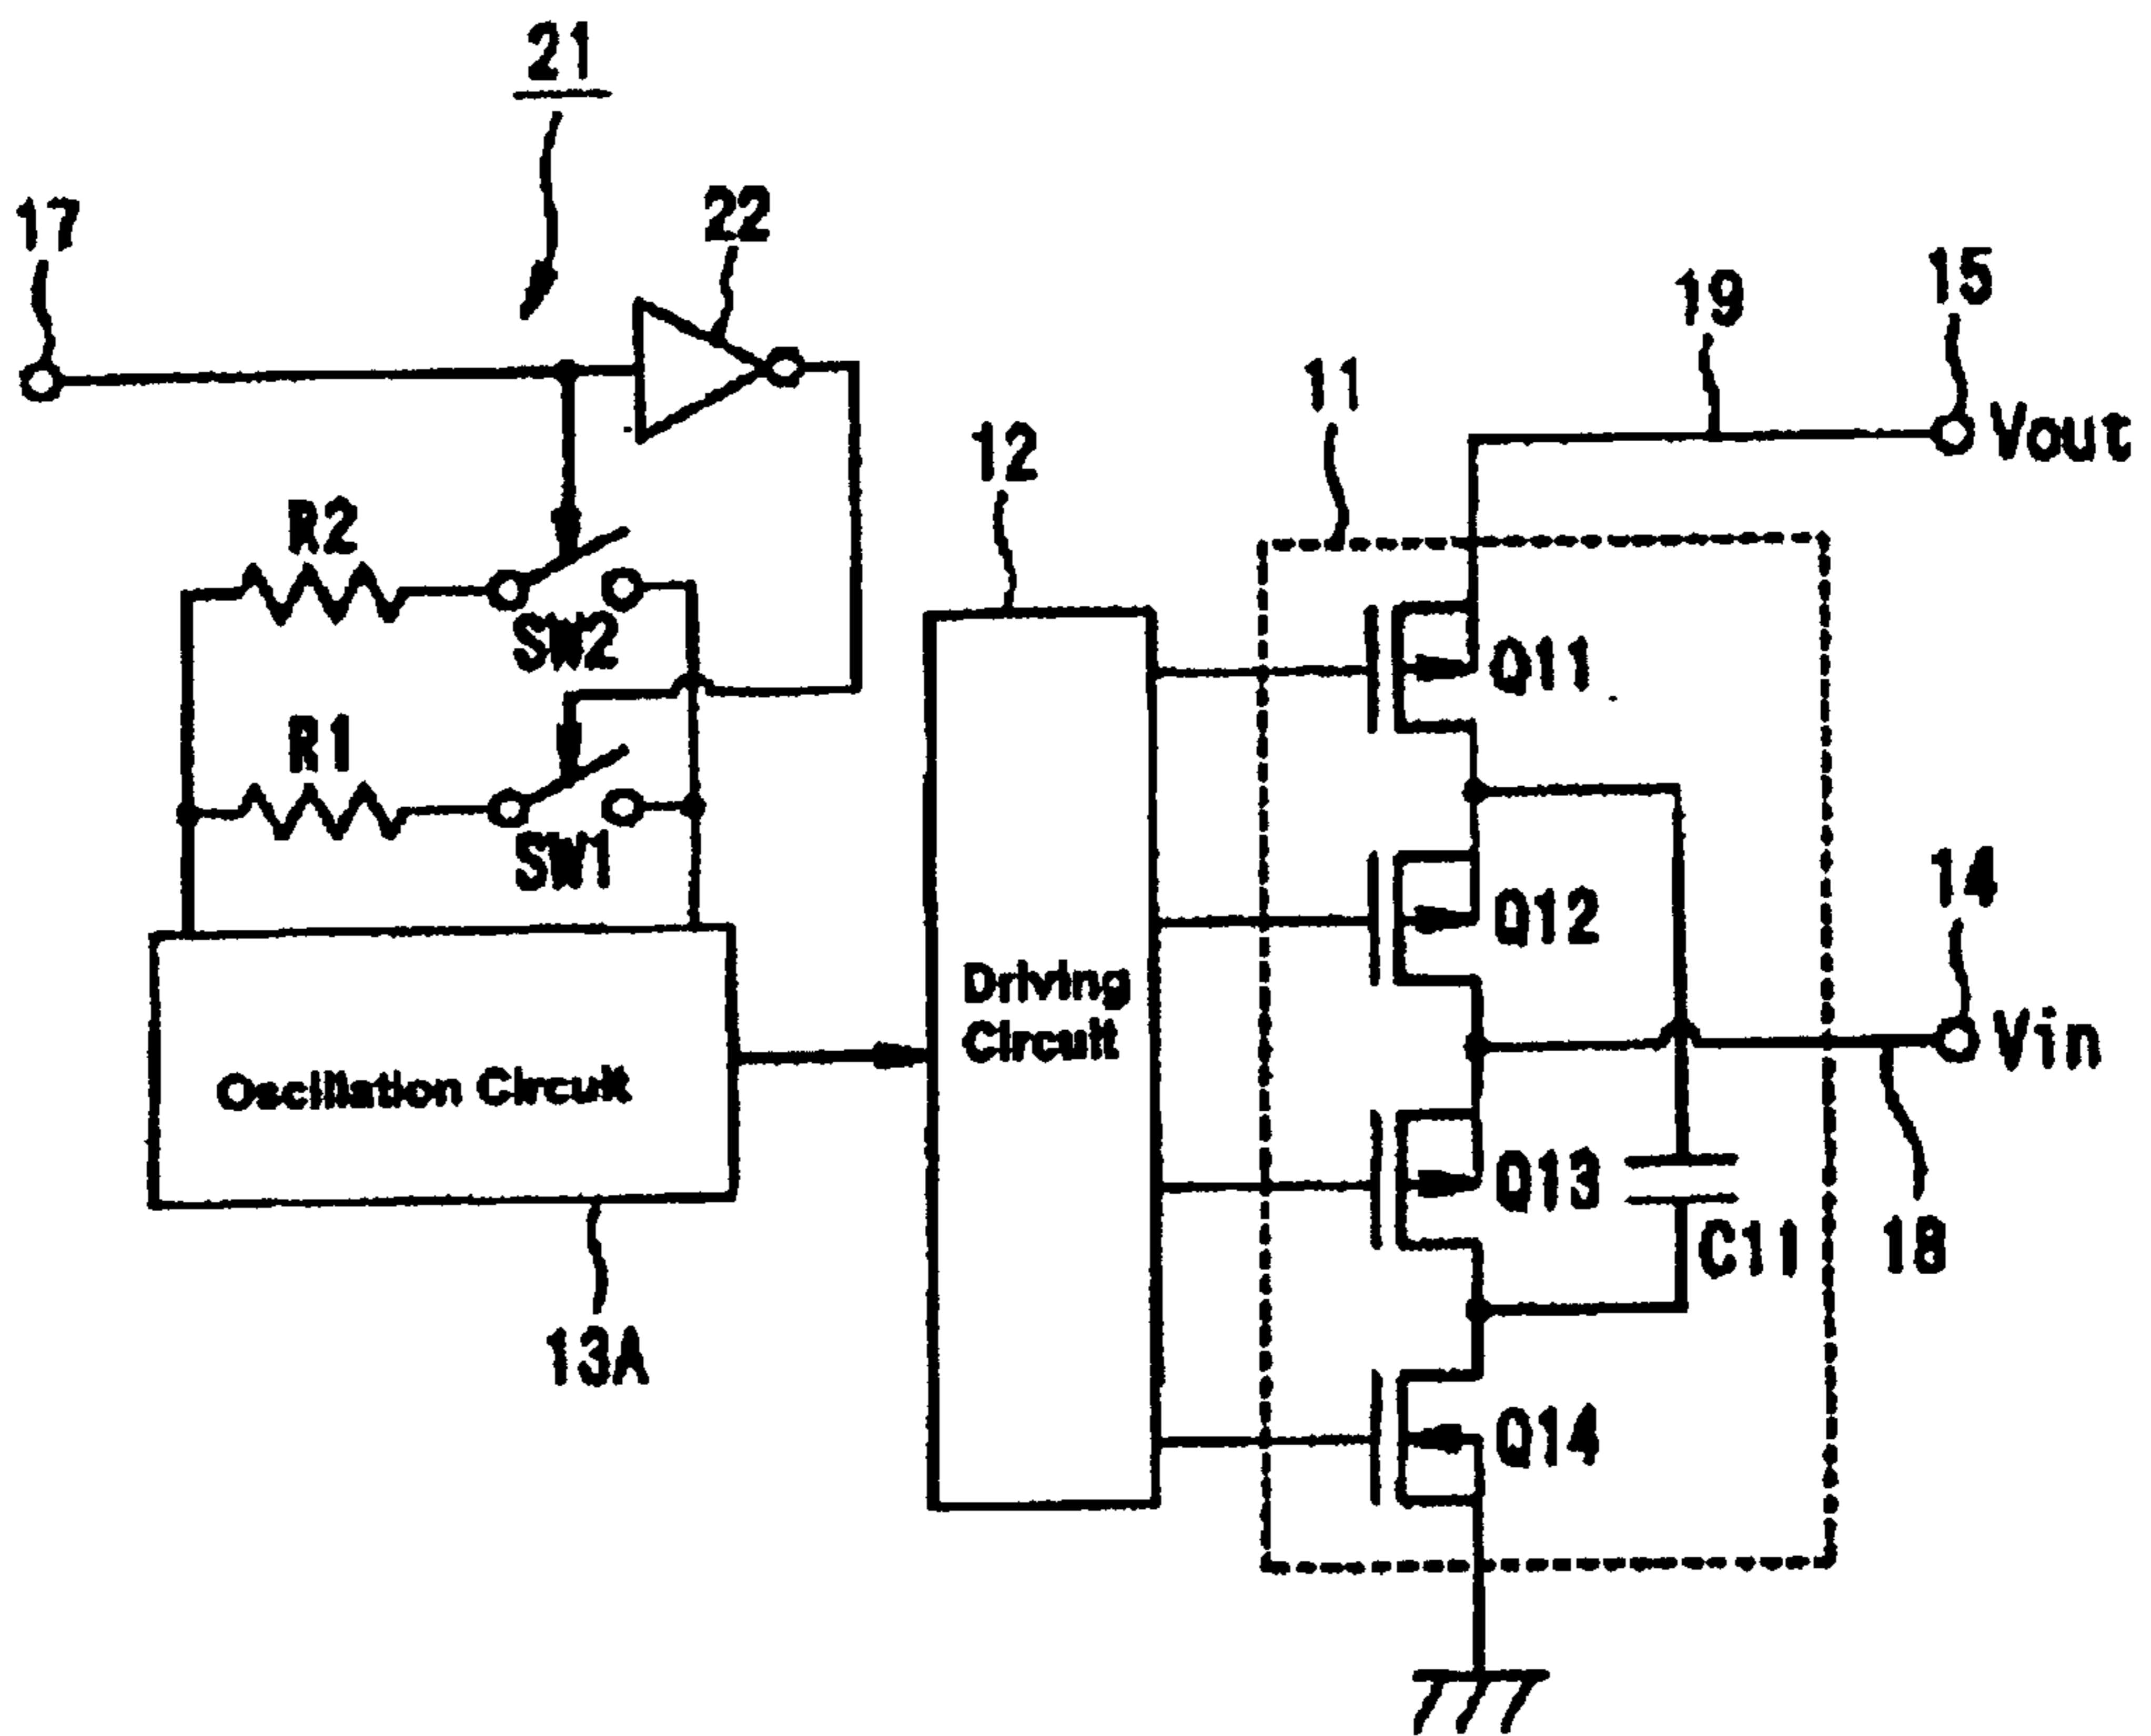 21
17
22
19
15
Vout
11
12
R2
SW2
Q11
R1
SW1
Q12
14
Driving
Circuit
Vin
Oscillation Circuit
Q13
C11
18
13A
Q14